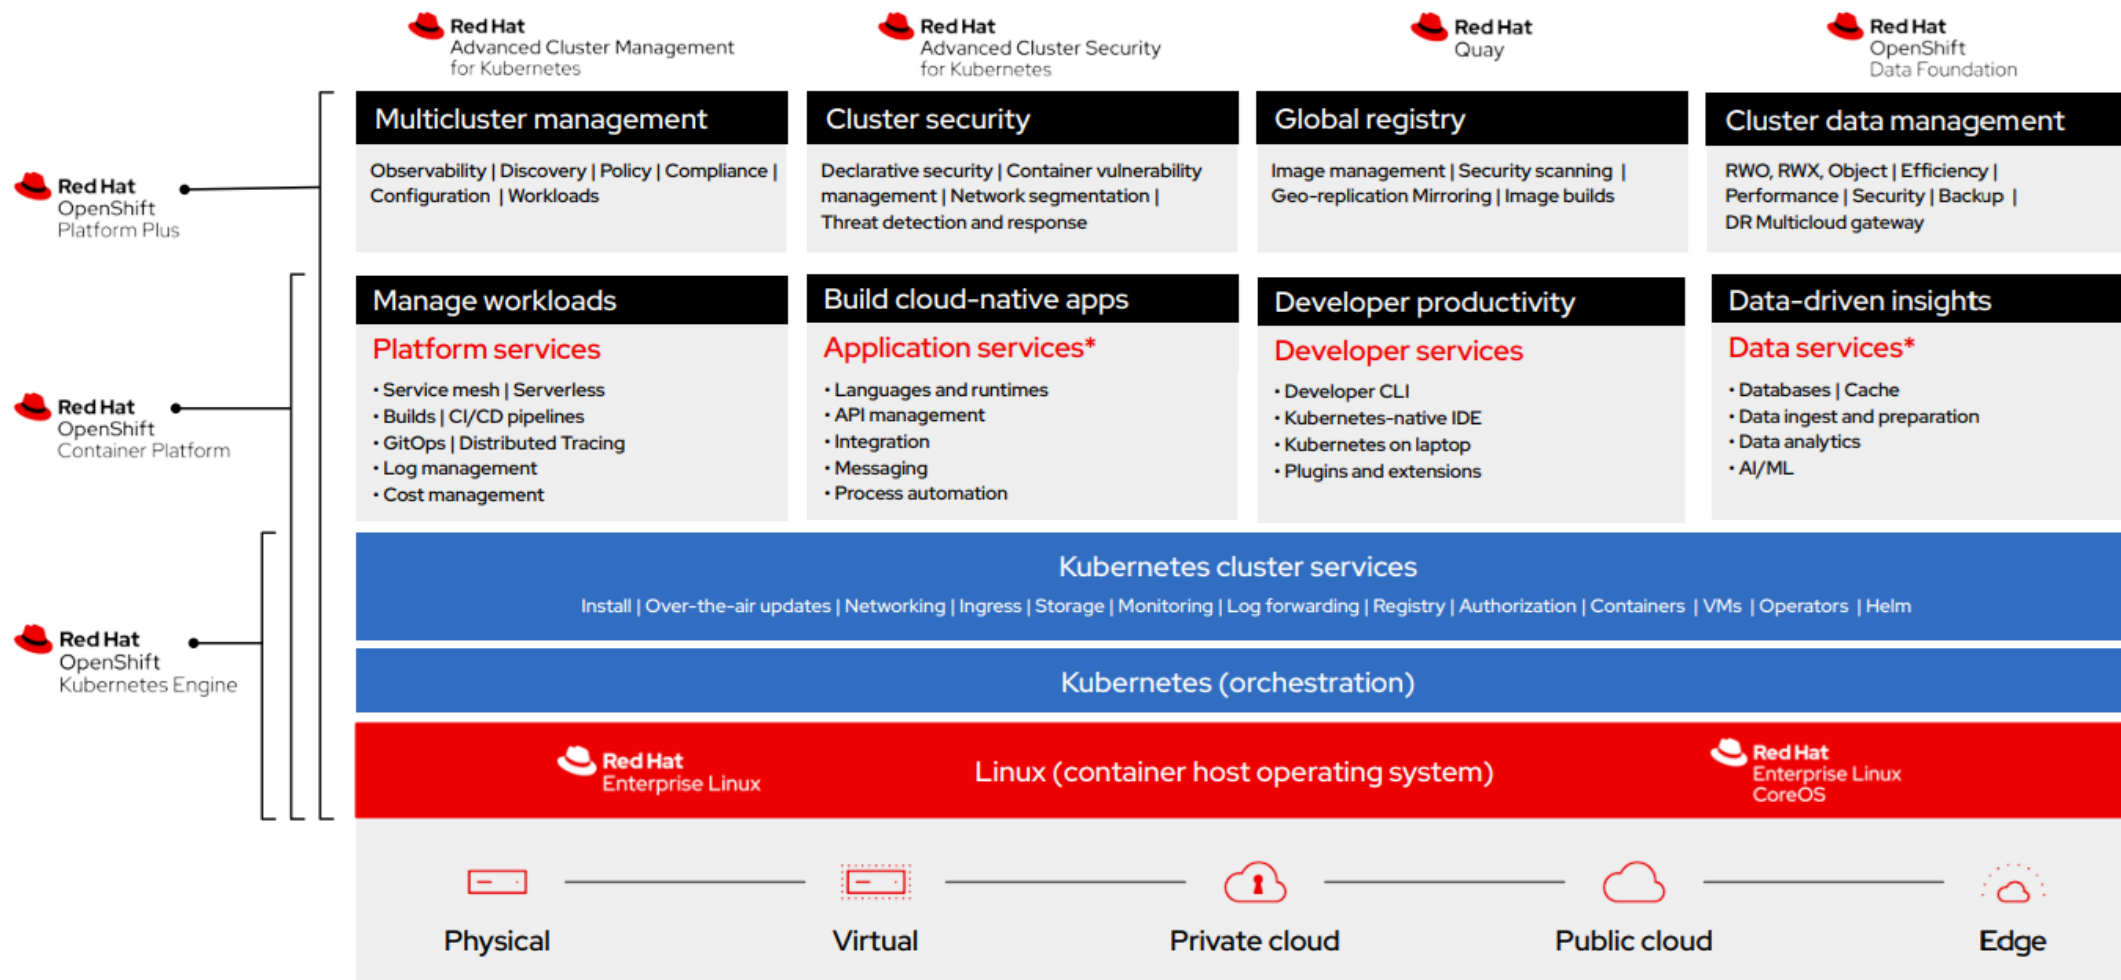 Red Hat
Advanced Cluster Management
for Kubernetes
Red Hat
Advanced Cluster Security
for Kubernetes
Red Hat
Quay
Red Hat
OpenShift
Data Foundation
Red Hat
OpenShift
Platform Plus
Multicluster management
Observability | Discovery | Policy | Compliance |
Configuration | Workloads
Cluster security
Declarative security | Container vulnerability
management | Network segmentation |
Threat detection and response
Global registry
Image management | Security scanning |
Geo-replication Mirroring | Image builds
Cluster data management
RWO, RWX, Object | Efficiency |
Performance | Security | Backup |
DR Multicloud gateway
Red Hat
OpenShift
Container Platform
Manage workloads
Platform services
• Service mesh | Serverless
• Builds | CI/CD pipelines
• GitOps | Distributed Tracing
• Log management
• Cost management
Build cloud-native apps
Application services*
• Languages and runtimes
• API management
• Integration
• Messaging
• Process automation
Developer productivity
Developer services
• Developer CLI
• Kubernetes-native IDE
• Kubernetes on laptop
• Plugins and extensions
Data-driven insights
Data services*
• Databases | Cache
• Data ingest and preparation
• Data analytics
• AI/ML
Red Hat
OpenShift
Kubernetes Engine
Kubernetes cluster services
Install | Over-the-air updates | Networking | Ingress | Storage | Monitoring | Log forwarding | Registry | Authorization | Containers | VMs | Operators | Helm
Kubernetes (orchestration)
Red Hat
Enterprise Linux
Linux (container host operating system)
Red Hat
Enterprise Linux
CoreOS
Physical
Virtual
Private cloud
Public cloud
Edge